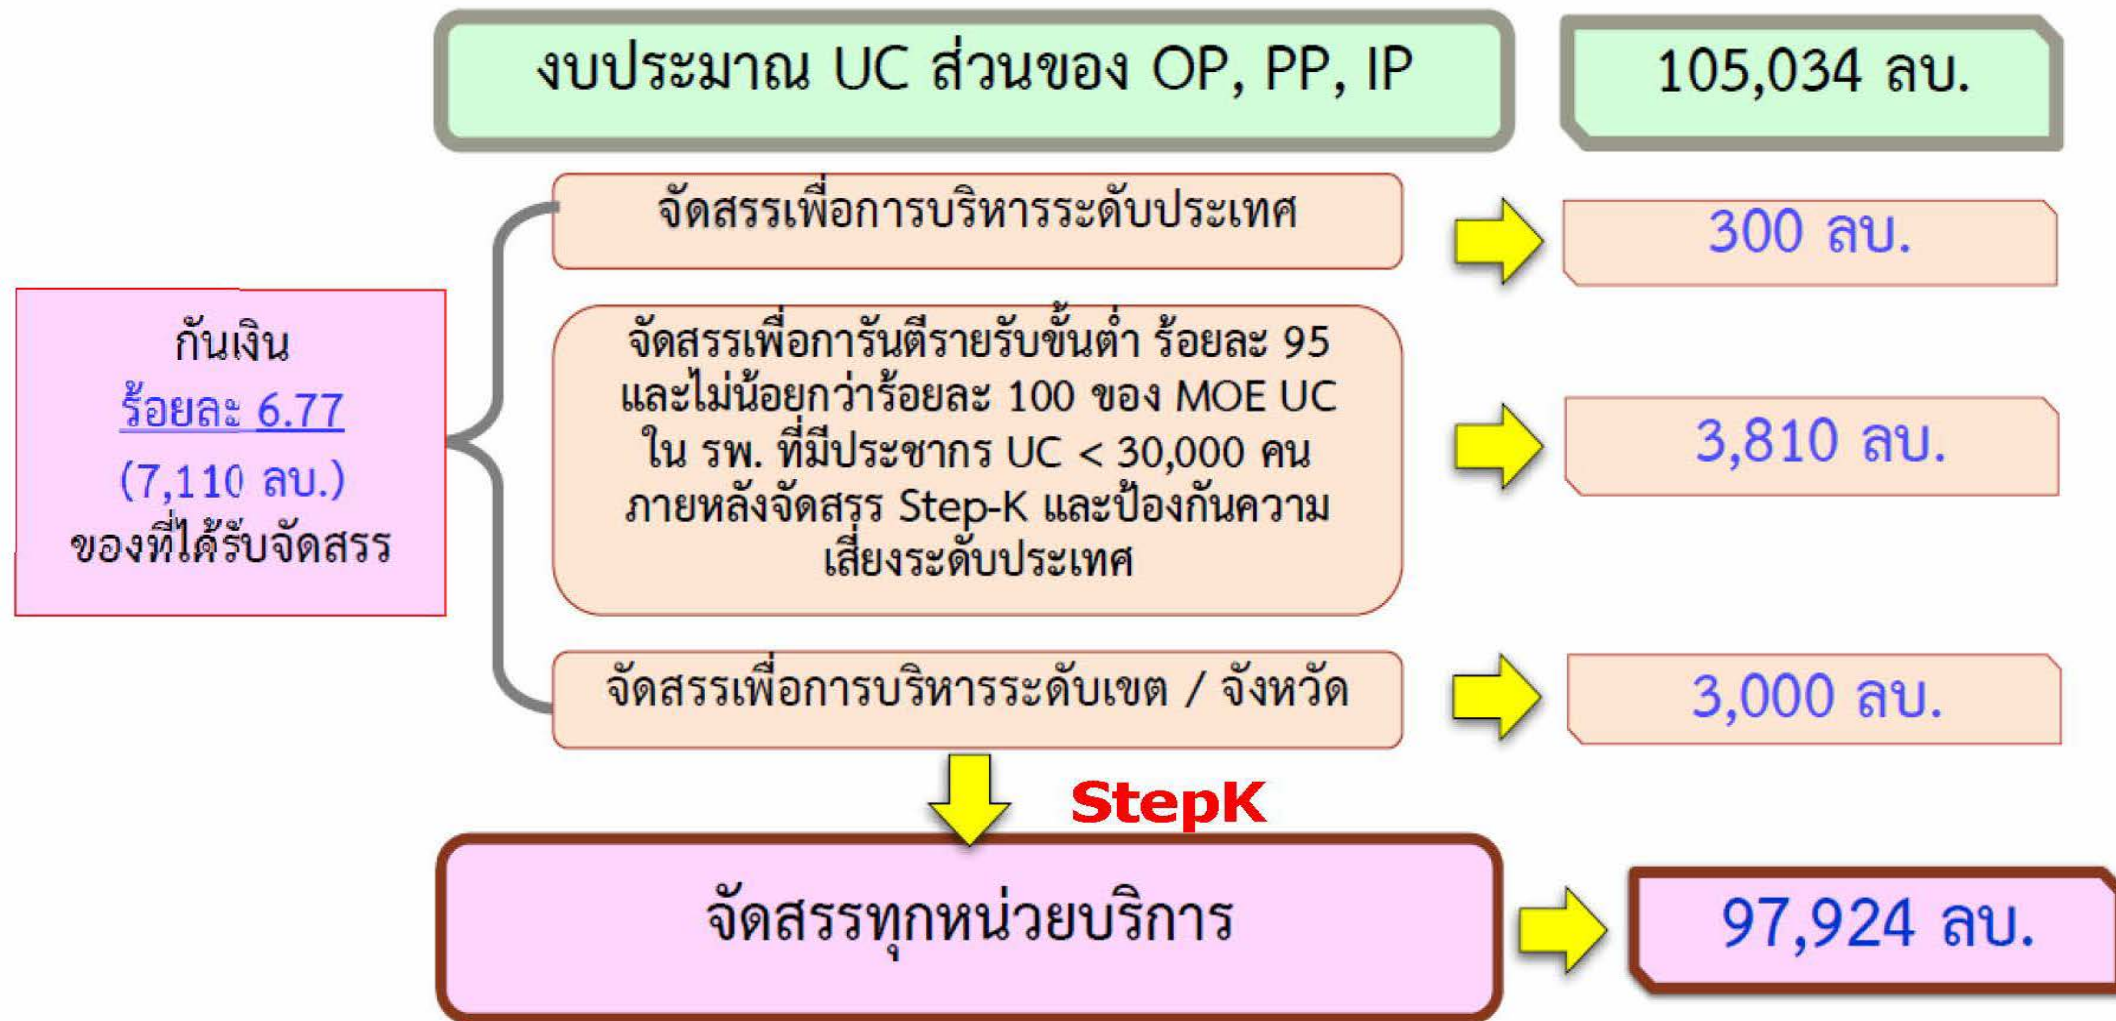 งบประมาณ UC ส่วนของ OP, PP, IP
105,034 ลบ.
จัดสรรเพื่อการบริหารระดับประเทศ
300 ลบ.
กันเงิน
ร้อยละ 6.77
(7,110 ลบ.)
ของที่ได้รับจัดสรร
จัดสรรเพื่อการันตีรายรับขั้นต่ำ ร้อยละ 95
และไม่น้อยกว่าร้อยละ 100 ของ MOE UC
ใน รพ. ที่มีประชากร UC < 30,000 คน
ภายหลังจัดสรร Step-K และป้องกันความ
เสี่ยงระดับประเทศ
3,810 ลบ.
จัดสรรเพื่อการบริหารระดับเขต / จังหวัด
3,000 ลบ.
StepK
จัดสรรทุกหน่วยบริการ
97,924 ลบ.